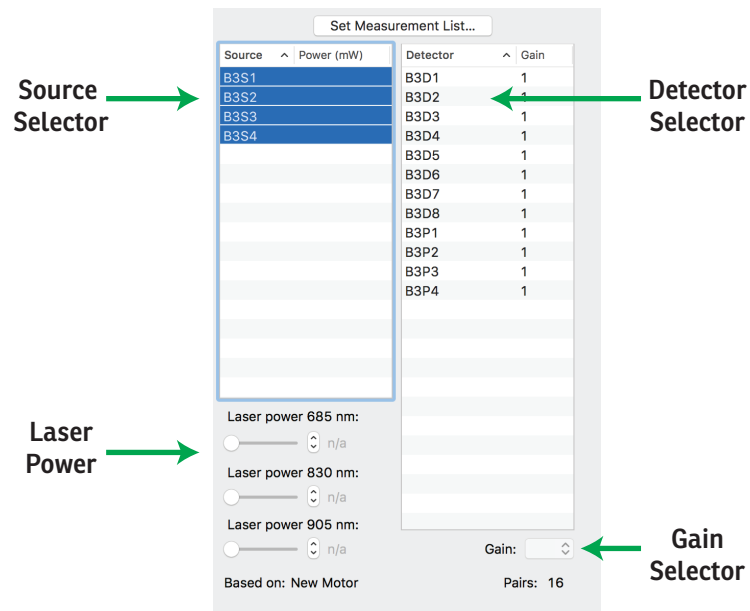 Set Measurement List...
Source Power (mW) Detector Gain
B3S1 B3D1 1
B3S2 B3D2 1
B3S3 B3D3 1
B3S4 B3D4 1
B3D5 1
B3D6 1
B3D7 1
B3D8 1
B3P1 1
B3P2 1
B3P3 1
B3P4 1
Source
Selector
Detector
Selector
Laser power 685 nm:
n/a
Laser power 830 nm:
n/a
Laser power 905 nm:
n/a
Laser
Power
Gain:
Gain
Selector
Based on: New Motor Pairs: 16